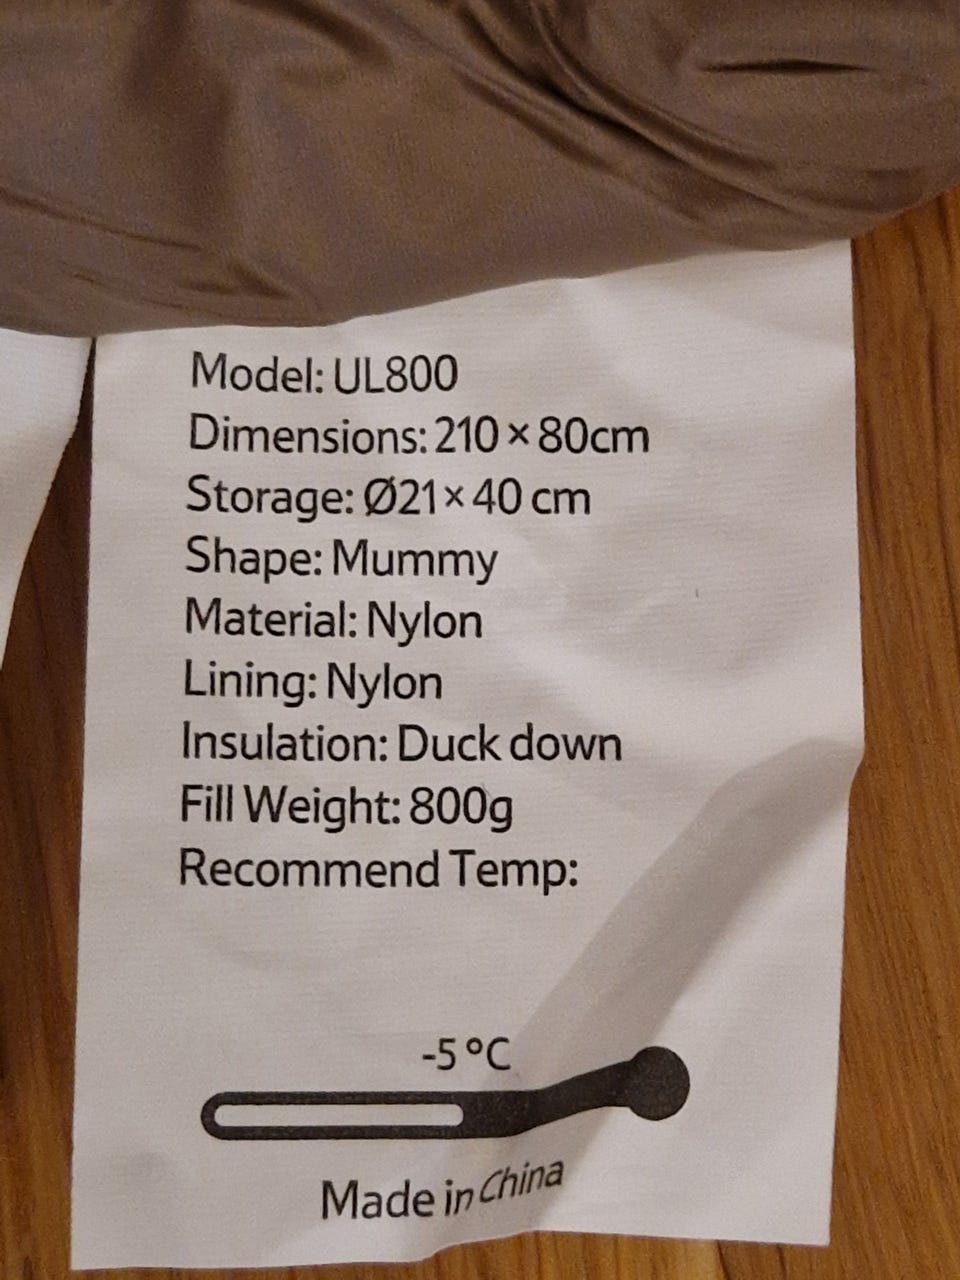 Model: UL800
Dimensions: 210 × 80cm
Storage: Ø21 × 40 cm
Shape: Mummy
Material: Nylon
Lining: Nylon
Insulation: Duck down
Fill Weight: 800g
Recommend Temp:
-5 °C
Made in China